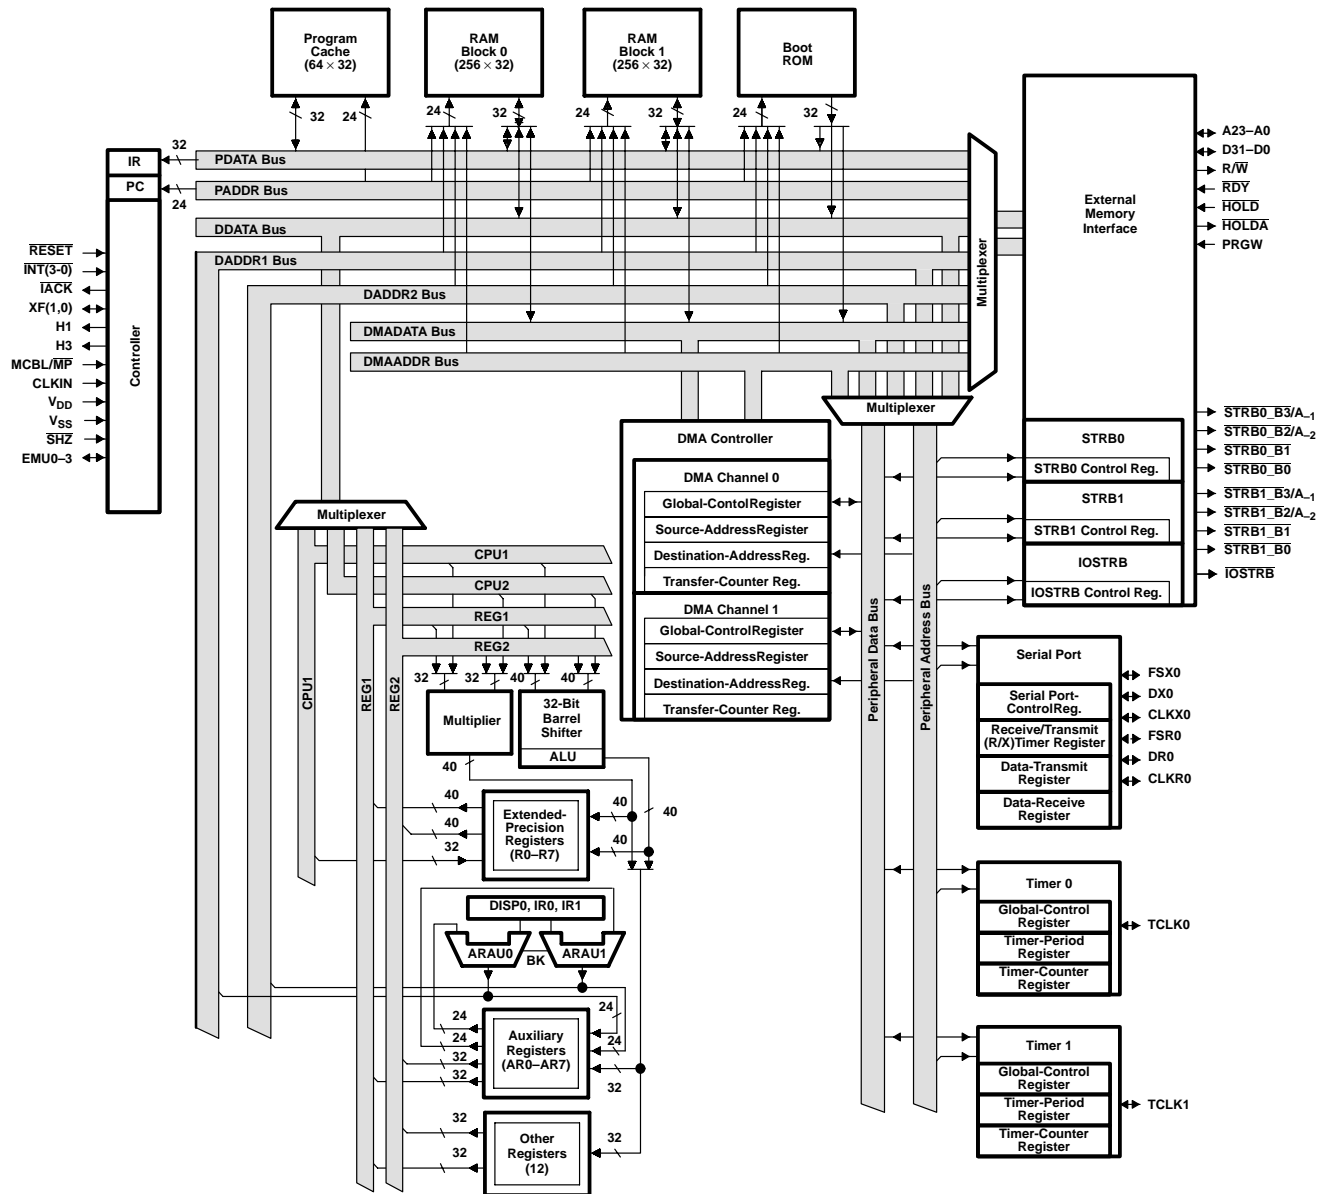 Program
Cache
(64 × 32)
RAM
Block 0
(256 × 32)
RAM
Block 1
(256 × 32)
Boot
ROM
32
24
24
32
24
32
24
32
IR
PC
Controller
32
24
PDATA Bus
PADDR Bus
DDATA Bus
DADDR1 Bus
DADDR2 Bus
DMADATA Bus
DMAADDR Bus
Multiplexer
External
Memory
Interface
A23–A0
D31–D0
R/W
RDY
HOLD
HOLDA
PRGW
RESET
INT(3-0)
IACK
XF(1,0)
H1
H3
MCBL/MP
CLKIN
VDD
VSS
SHZ
EMU0–3
Multiplexer
STRB0
STRB0 Control Reg.
STRB1
STRB1 Control Reg.
IOSTRB
IOSTRB Control Reg.
STRB0_B3/A–1
STRB0_B2/A–2
STRB0_B1
STRB0_B0
STRB1_B3/A–1
STRB1_B2/A–2
STRB1_B1
STRB1_B0
IOSTRB
DMA Controller
DMA Channel 0
Global-ContolRegister
Source-AddressRegister
Destination-AddressReg.
Transfer-Counter Reg.
DMA Channel 1
Global-ControlRegister
Source-AddressRegister
Destination-AddressReg.
Transfer-Counter Reg.
Peripheral Data Bus
Peripheral Address Bus
Multiplexer
CPU1
CPU2
REG1
REG2
CPU1
REG1
REG2
32
32
40
40
Multiplier
32-Bit
Barrel
Shifter
ALU
40
40
40
32
Extended-
Precision
Registers
(R0–R7)
40
40
40
DISP0, IR0, IR1
ARAU0
BK
ARAU1
24
24
32
32
Auxiliary
Registers
(AR0–AR7)
24
24
32
32
32
Other
Registers
(12)
32
Serial Port
Serial Port-
ControlReg.
Receive/Transmit
(R/X)Timer Register
Data-Transmit
Register
Data-Receive
Register
FSX0
DX0
CLKX0
FSR0
DR0
CLKR0
Timer 0
Global-Control
Register
Timer-Period
Register
Timer-Counter
Register
TCLK0
Timer 1
Global-Control
Register
Timer-Period
Register
Timer-Counter
Register
TCLK1